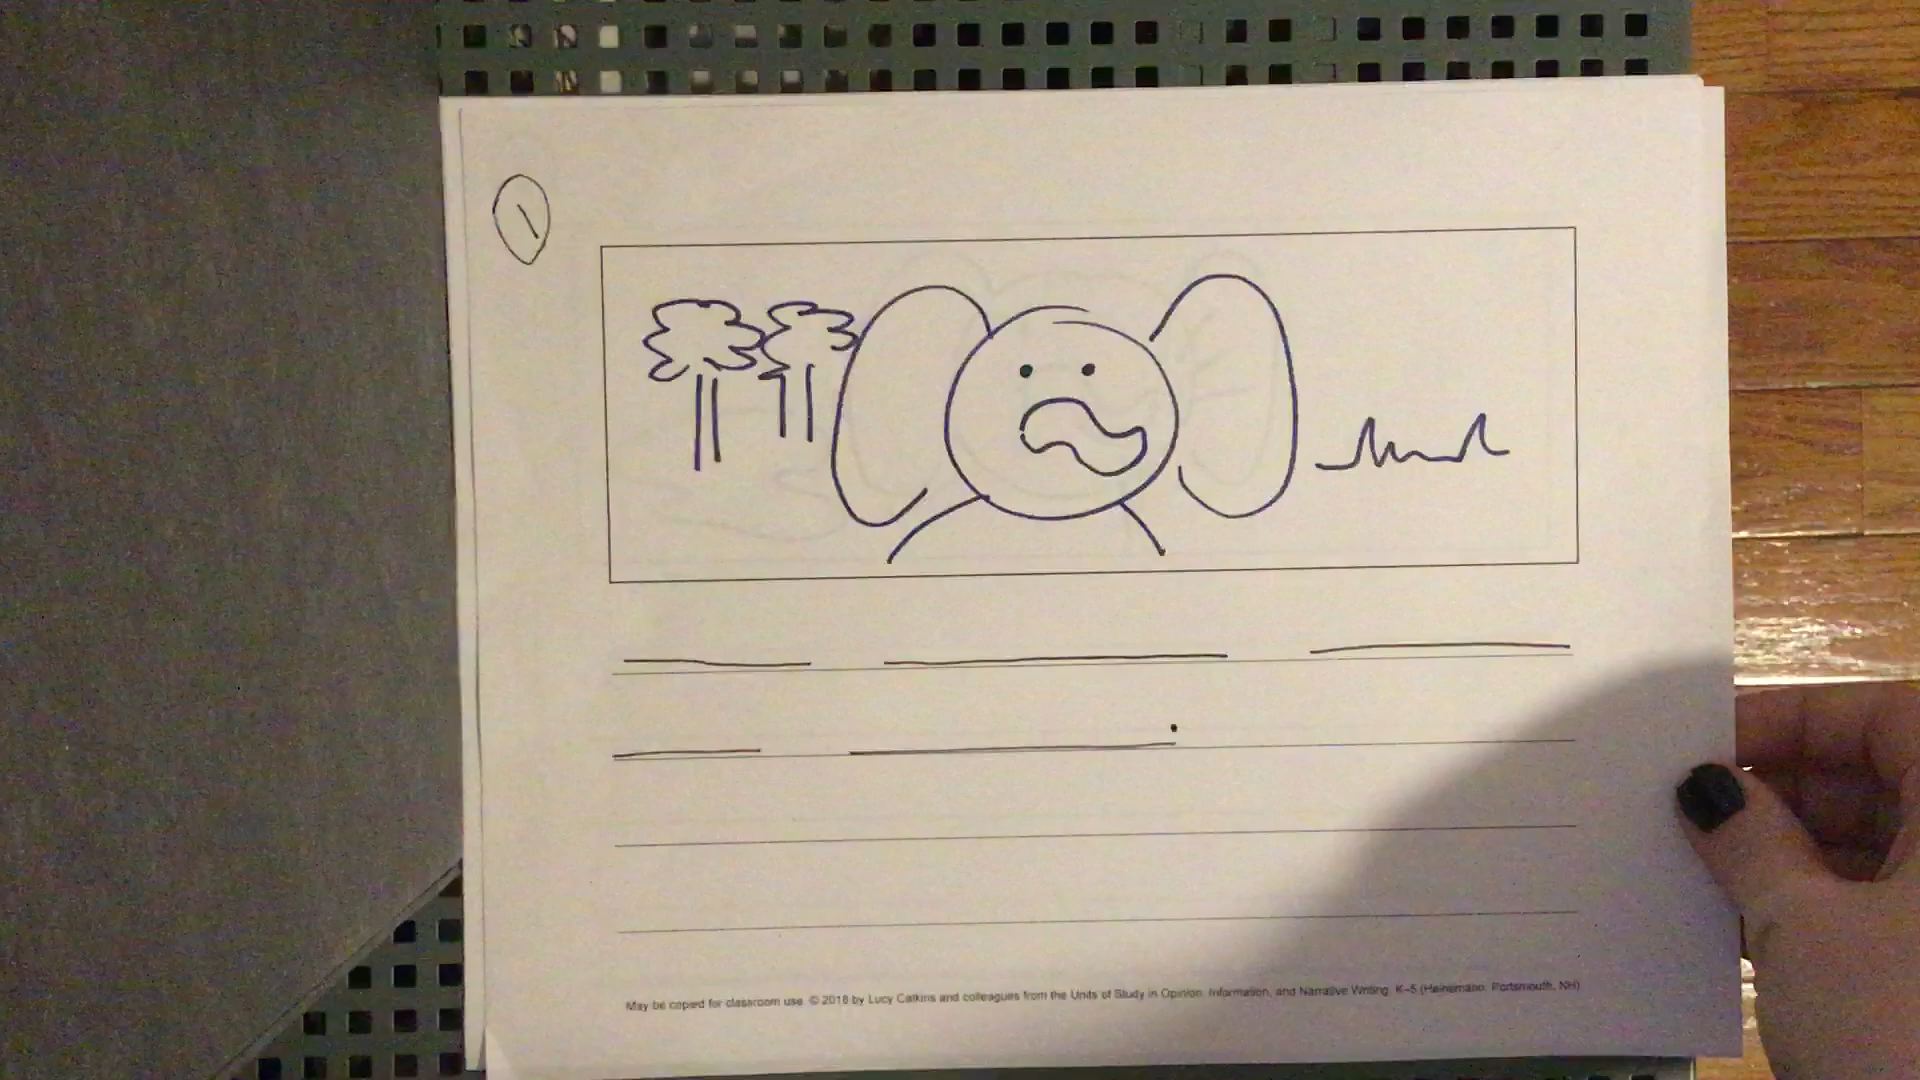 1
May be copied for classroom use. © 2018 by Lucy Calkins and colleagues from the Units of Study in Opinion, Information, and Narrative Writing, K–5 (Heinemann: Portsmouth, NH)